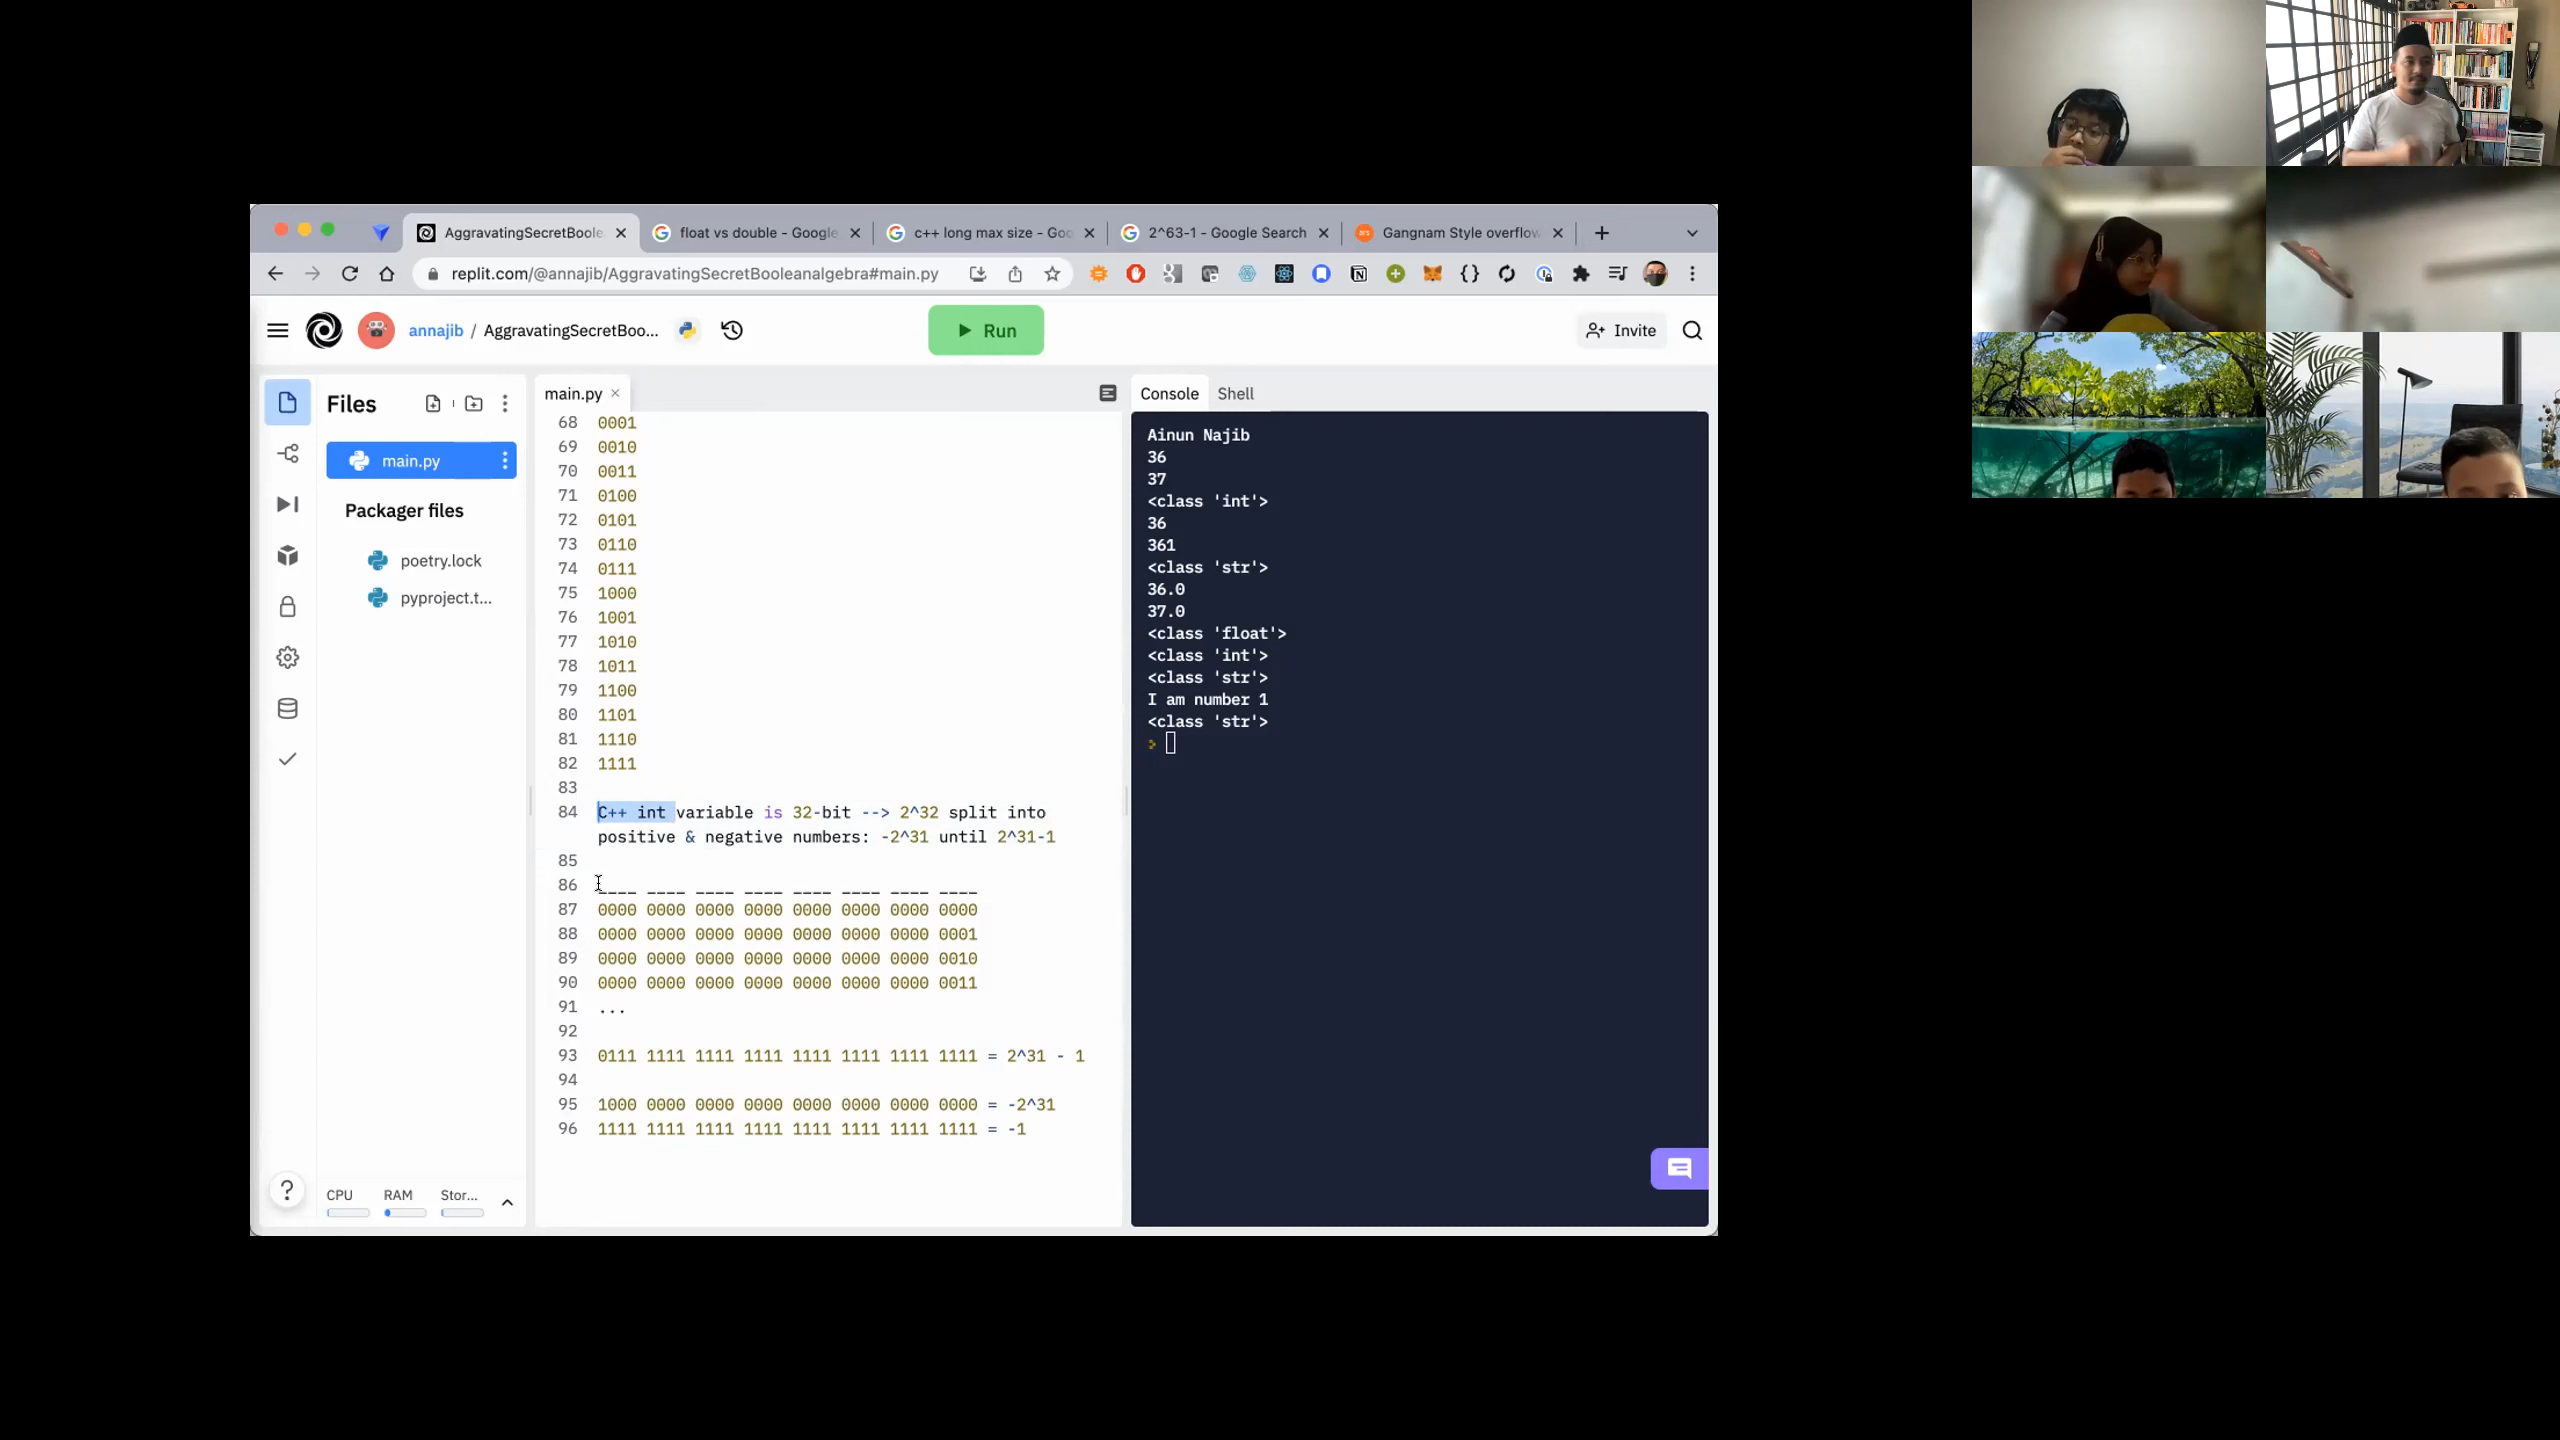 AggravatingSecretBoole
float vs double - Google
c++ long max size - Goo
2^63-1 - Google Search
Gangnam Style overflow
replit.com/@annajib/AggravatingSecretBooleanalgebra#main.py
annajib / AggravatingSecretBoo...
Run
Invite
Files
main.py
Packager files
poetry.lock
pyproject.t...
CPU RAM Stor...
main.py
68 0001
69 0010
70 0011
71 0100
72 0101
73 0110
74 0111
75 1000
76 1001
77 1010
78 1011
79 1100
80 1101
81 1110
82 1111
83
84 C++ int variable is 32-bit --> 2^32 split into
positive & negative numbers: -2^31 until 2^31-1
85
86 ____ ____ ____ ____ ____ ____ ____ ____
87 0000 0000 0000 0000 0000 0000 0000 0000
88 0000 0000 0000 0000 0000 0000 0000 0001
89 0000 0000 0000 0000 0000 0000 0000 0010
90 0000 0000 0000 0000 0000 0000 0000 0011
91 ...
92
93 0111 1111 1111 1111 1111 1111 1111 1111 = 2^31 - 1
94
95 1000 0000 0000 0000 0000 0000 0000 0000 = -2^31
96 1111 1111 1111 1111 1111 1111 1111 1111 = -1
Console Shell
Ainun Najib
36
37
<class 'int'>
36
361
<class 'str'>
36.0
37.0
<class 'float'>
<class 'int'>
<class 'str'>
I am number 1
<class 'str'>